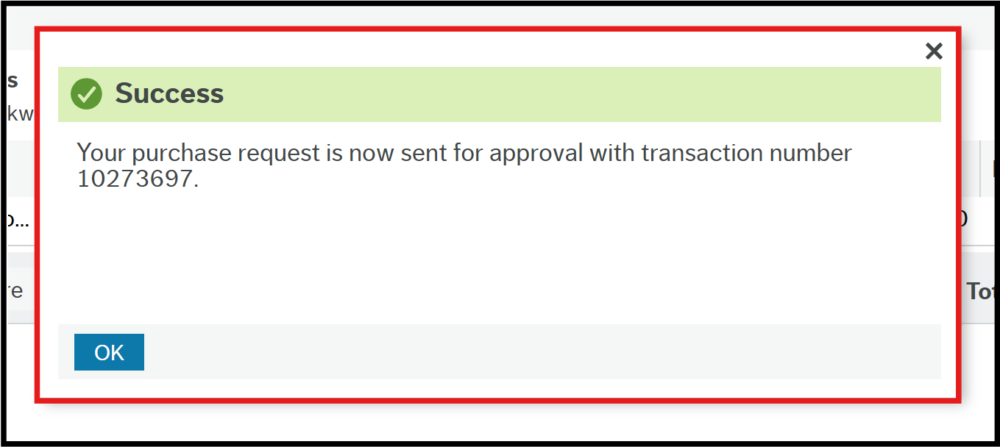 Success
Your purchase request is now sent for approval with transaction number
10273697.
OK